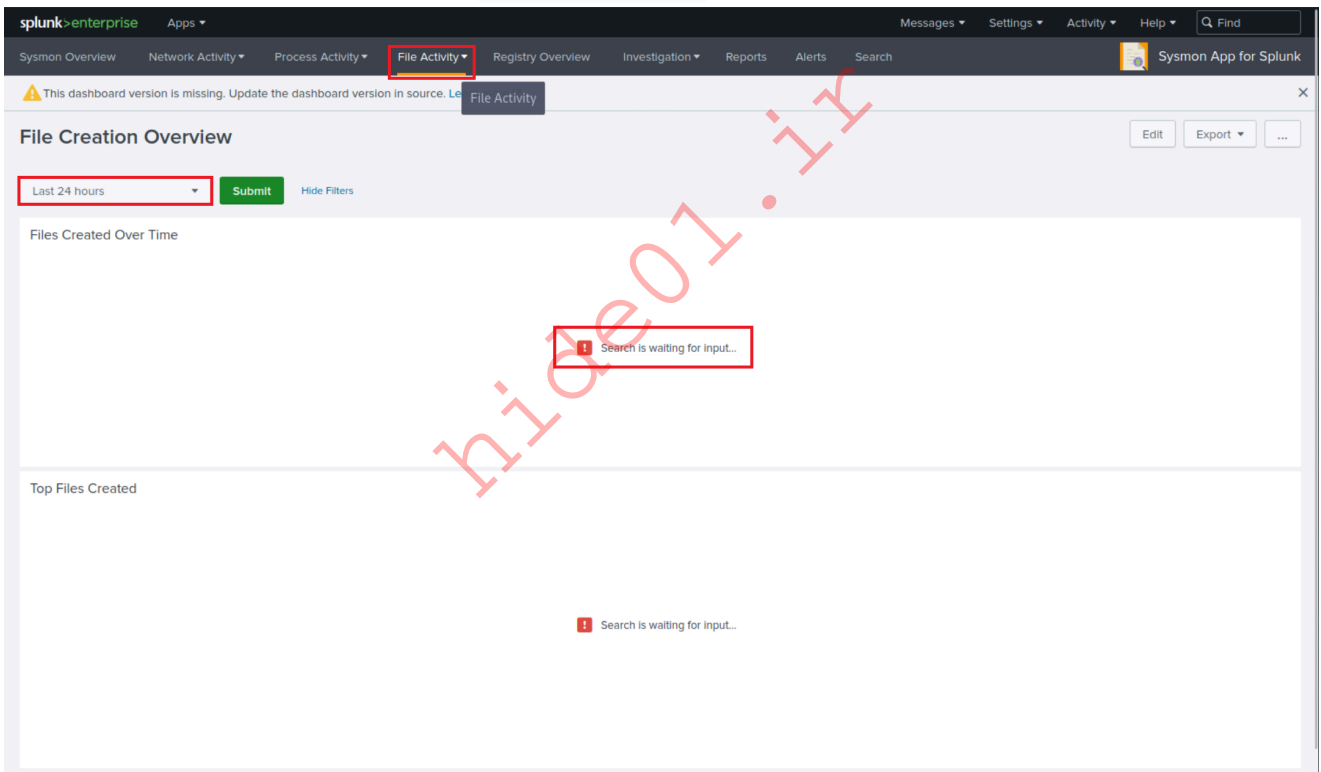 splunk>enterprise Apps Messages Settings Activity Help Find
Sysmon Overview Network Activity Process Activity File Activity Registry Overview Investigation Reports Alerts Search Sysmon App for Splunk
This dashboard version is missing. Update the dashboard version in source. Le
File Activity
File Creation Overview
Edit Export ...
Last 24 hours Submit Hide Filters
Files Created Over Time
Search is waiting for input...
Top Files Created
Search is waiting for input...
hide01.ir